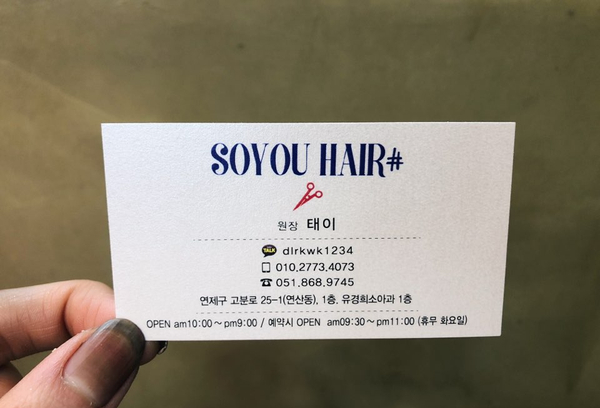 SOYOU HAIR#
원장 태이
TALK dlrkwk1234
010.2773.4073
051.868.9745
연제구 고분로 25-1(연산동), 1층, 유경희소아과 1층
OPEN am10:00~pm9:00 / 예약시 OPEN am09:30~pm11:00 (휴무 화요일)